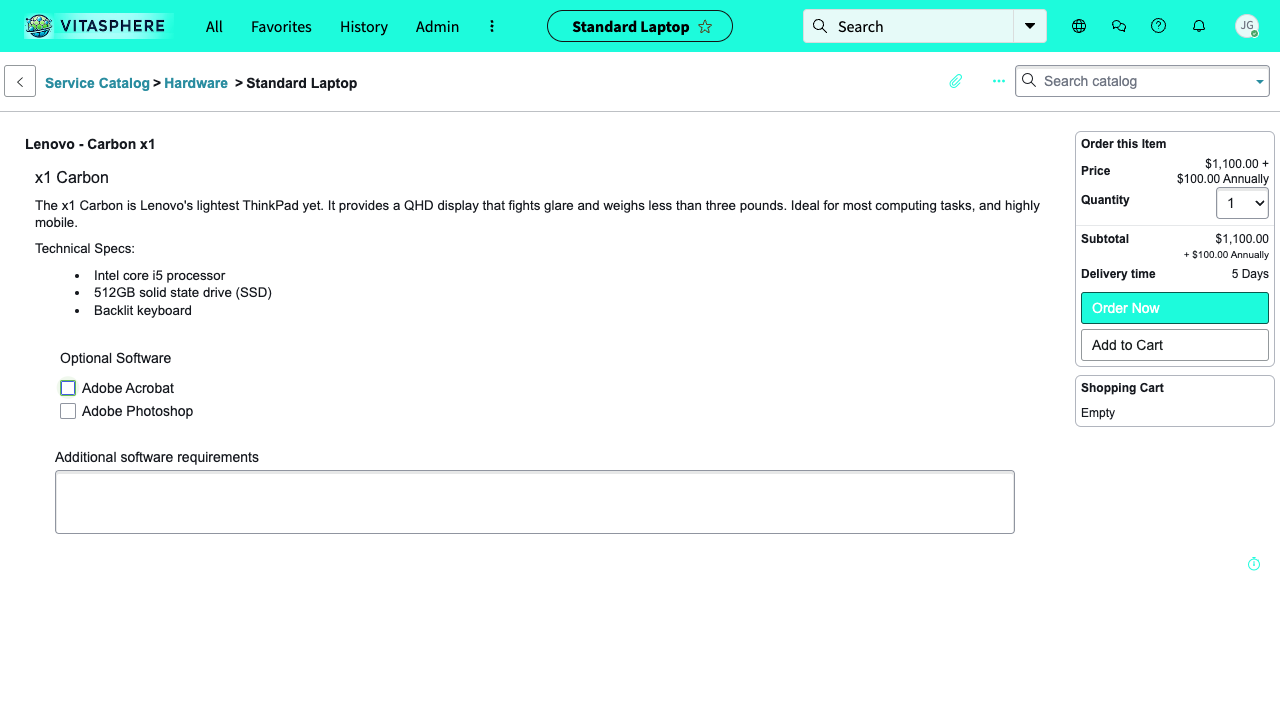 VITASPHERE All Favorites History Admin Standard Laptop Search JG
Service Catalog > Hardware > Standard Laptop Search catalog
Lenovo - Carbon x1
x1 Carbon
The x1 Carbon is Lenovo's lightest ThinkPad yet. It provides a QHD display that fights glare and weighs less than three pounds. Ideal for most computing tasks, and highly
mobile.
Technical Specs:
• Intel core i5 processor
• 512GB solid state drive (SSD)
• Backlit keyboard
Optional Software
Adobe Acrobat
Adobe Photoshop
Additional software requirements
Order this Item
Price $1,100.00 +
$100.00 Annually
Quantity 1
Subtotal $1,100.00
+ $100.00 Annually
Delivery time 5 Days
Order Now
Add to Cart
Shopping Cart
Empty